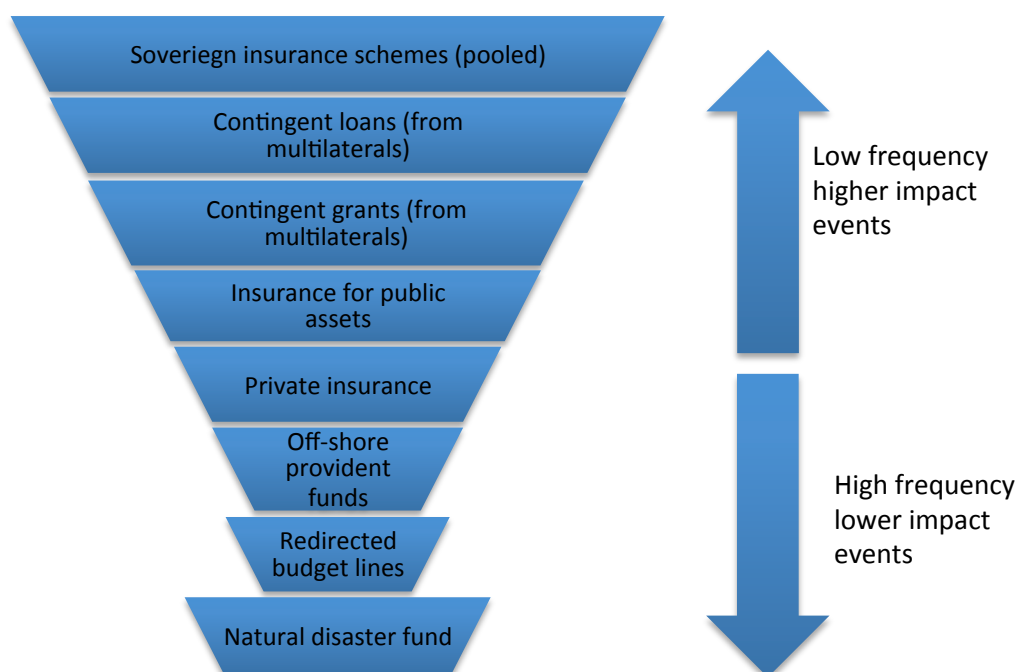 Soveriegn insurance schemes (pooled)
Contingent loans (from
multilaterals)
Contingent grants (from
multilaterals)
Insurance for public
assets
Private insurance
Off-shore
provident
funds
Redirected
budget lines
Natural disaster fund
Low frequency
higher impact
events
High frequency
lower impact
events